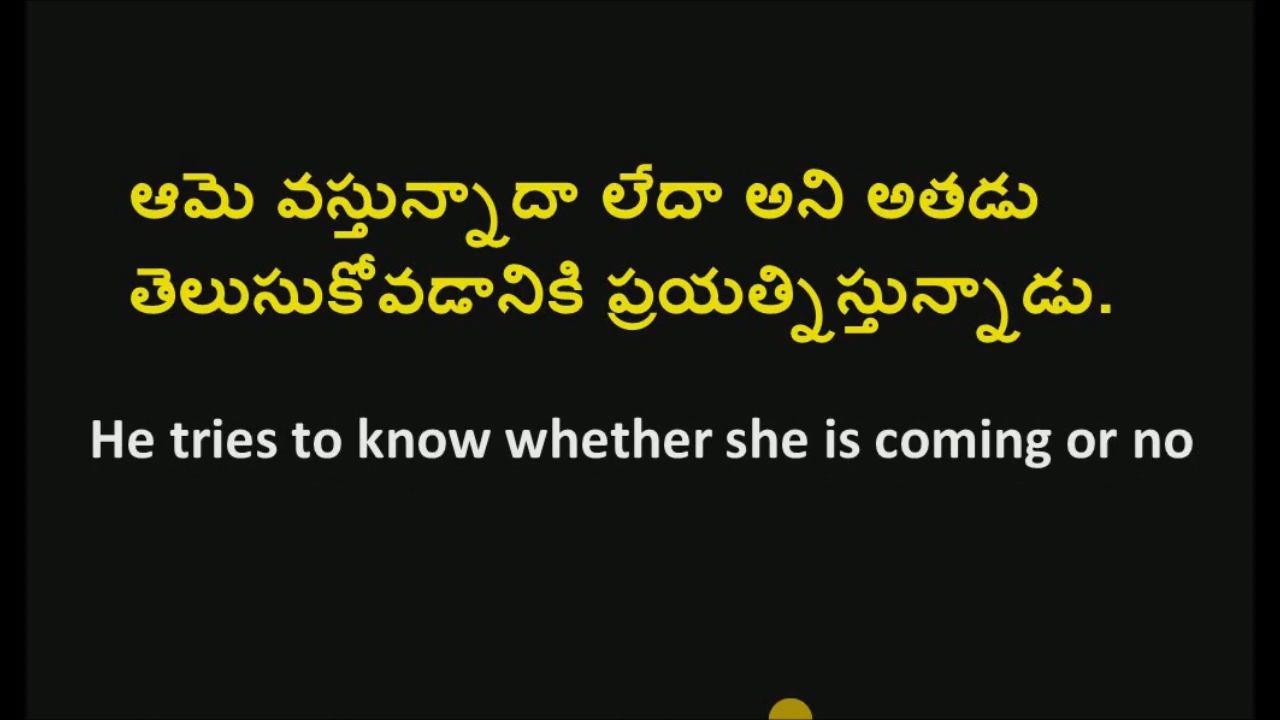 ఆమె వస్తున్నాదా లేదా అని అతడు
తెలుసుకోవడానికి ప్రయత్నిస్తున్నాడు.
He tries to know whether she is coming or no